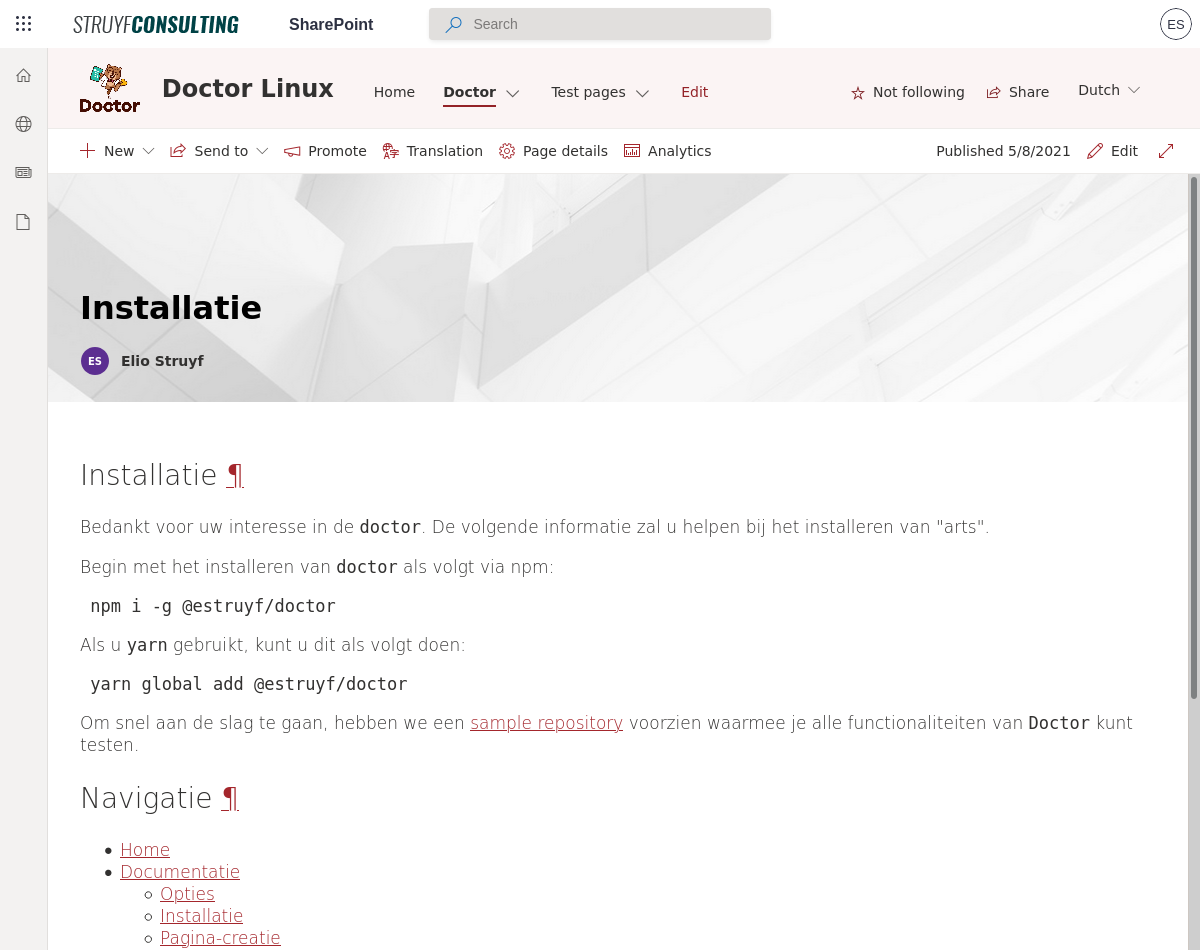 STRUYFCONSULTING SharePoint Search ES
Doctor
Doctor Linux Home Doctor Test pages Edit Not following Share Dutch
New Send to Promote Translation Page details Analytics Published 5/8/2021 Edit
Installatie
ES Elio Struyf
Installatie ¶
Bedankt voor uw interesse in de doctor. De volgende informatie zal u helpen bij het installeren van "arts".
Begin met het installeren van doctor als volgt via npm:
npm i -g @estruyf/doctor
Als u yarn gebruikt, kunt u dit als volgt doen:
yarn global add @estruyf/doctor
Om snel aan de slag te gaan, hebben we een sample repository voorzien waarmee je alle functionaliteiten van Doctor kunt
testen.
Navigatie ¶
Home
Documentatie
Opties
Installatie
Pagina-creatie